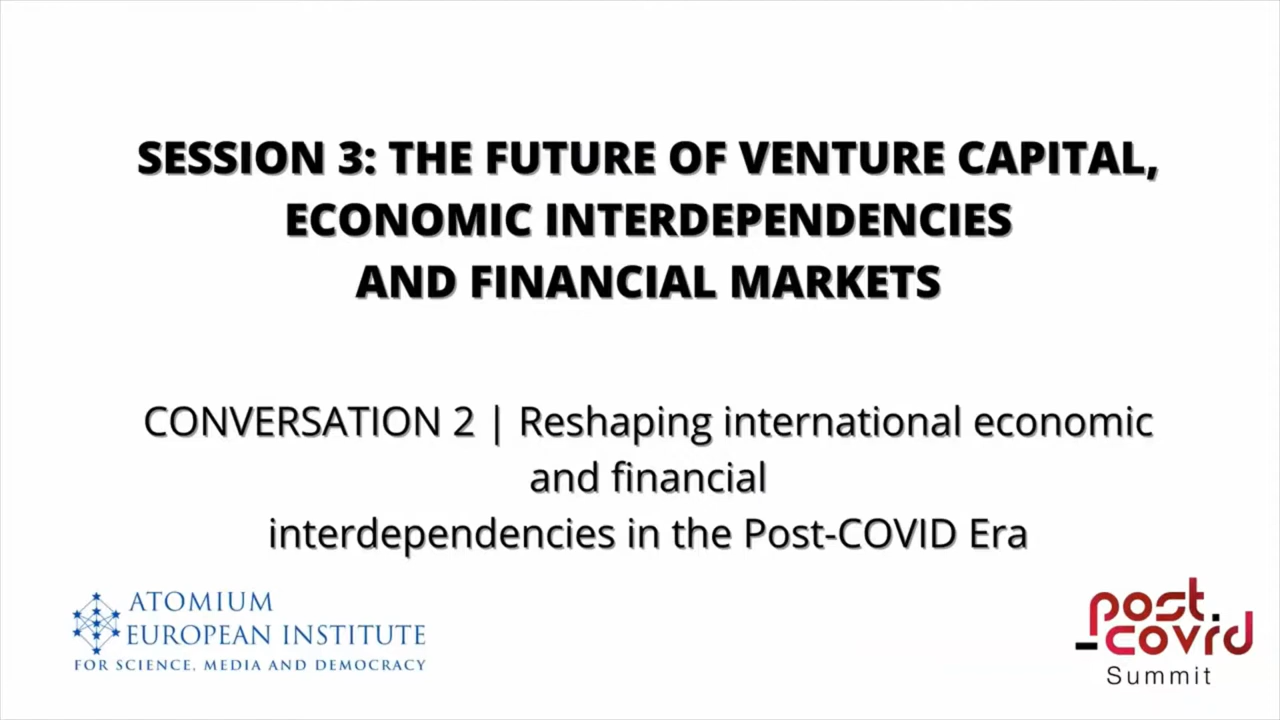 SESSION 3: THE FUTURE OF VENTURE CAPITAL,
ECONOMIC INTERDEPENDENCIES
AND FINANCIAL MARKETS
CONVERSATION 2 | Reshaping international economic
and financial
interdependencies in the Post-COVID Era
ATOMIUM
EUROPEAN INSTITUTE
FOR SCIENCE, MEDIA AND DEMOCRACY
post
_covid
Summit